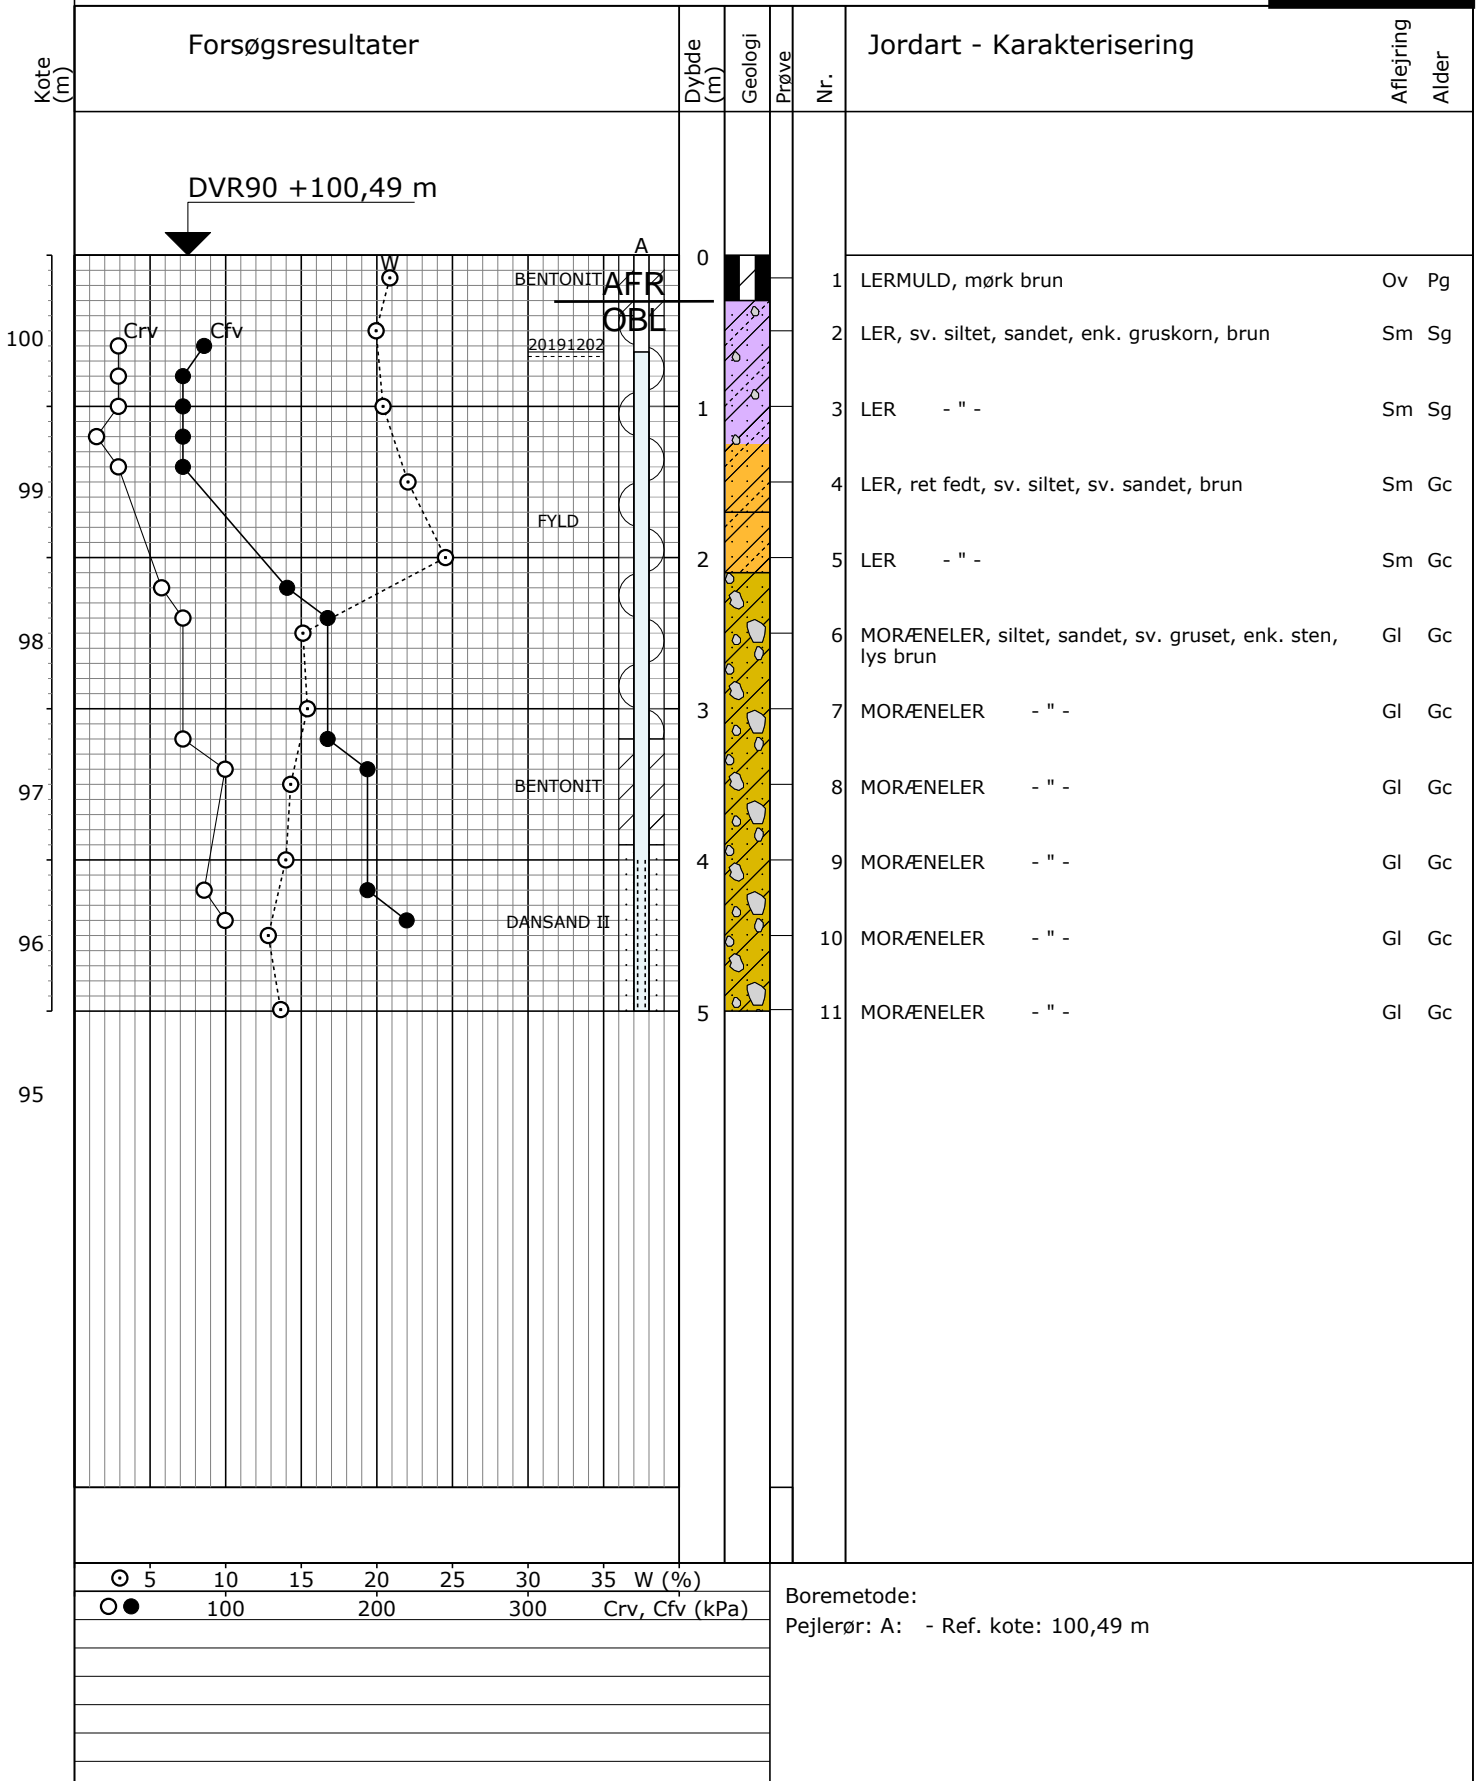 Forsøgsresultater
Kote
(m)
Dybde
(m)
Geologi
Prøve
Nr.
Jordart - Karakterisering
Aflejring
Alder
DVR90 +100,49 m
A
W
0
BENTONIT AFR
1 LERMULD, mørk brun Ov Pg
OBL
Crv Cfv
100
20191202
2 LER, sv. siltet, sandet, enk. gruskorn, brun Sm Sg
1
3 LER - " - Sm Sg
99
4 LER, ret fedt, sv. siltet, sv. sandet, brun Sm Gc
FYLD
2
5 LER - " - Sm Gc
98
6 MORÆNELER, siltet, sandet, sv. gruset, enk. sten, Gl Gc
lys brun
3
7 MORÆNELER - " - Gl Gc
97
BENTONIT
8 MORÆNELER - " - Gl Gc
4
9 MORÆNELER - " - Gl Gc
DANSAND II
96
10 MORÆNELER - " - Gl Gc
5
11 MORÆNELER - " - Gl Gc
95
5 10 15 20 25 30 35 W (%)
100 200 300 Crv, Cfv (kPa)
Boremetode:
Pejlerør: A: - Ref. kote: 100,49 m